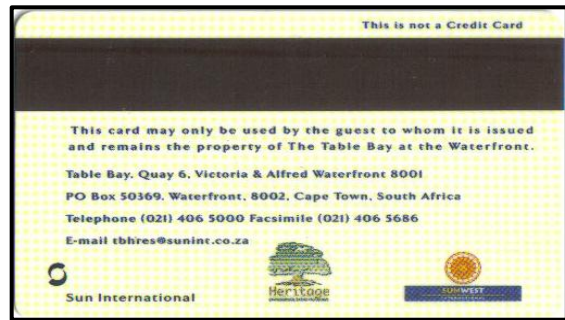 This is not a Credit Card
This card may only be used by the guest to whom it is issued
and remains the property of The Table Bay at the Waterfront.
Table Bay, Quay 6, Victoria & Alfred Waterfront 8001
PO Box 50369, Waterfront, 8002, Cape Town, South Africa
Telephone (021) 406 5000 Facsimile (021) 406 5686
E-mail tbhres@sunint.co.za
Sun International
Heritage
SUNWEST